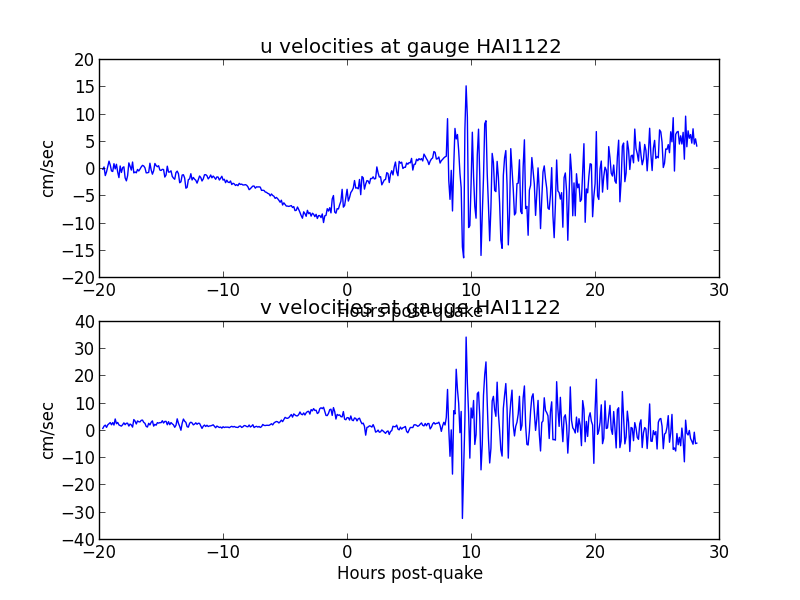 u velocities at gauge HAI1122
20
15
10
5
0
−5
−10
−15
−20
cm/sec
−20 −10 0 10 20 30
Hours post-quake
v velocities at gauge HAI1122
40
30
20
10
0
−10
−20
−30
−40
cm/sec
−20 −10 0 10 20 30
Hours post-quake